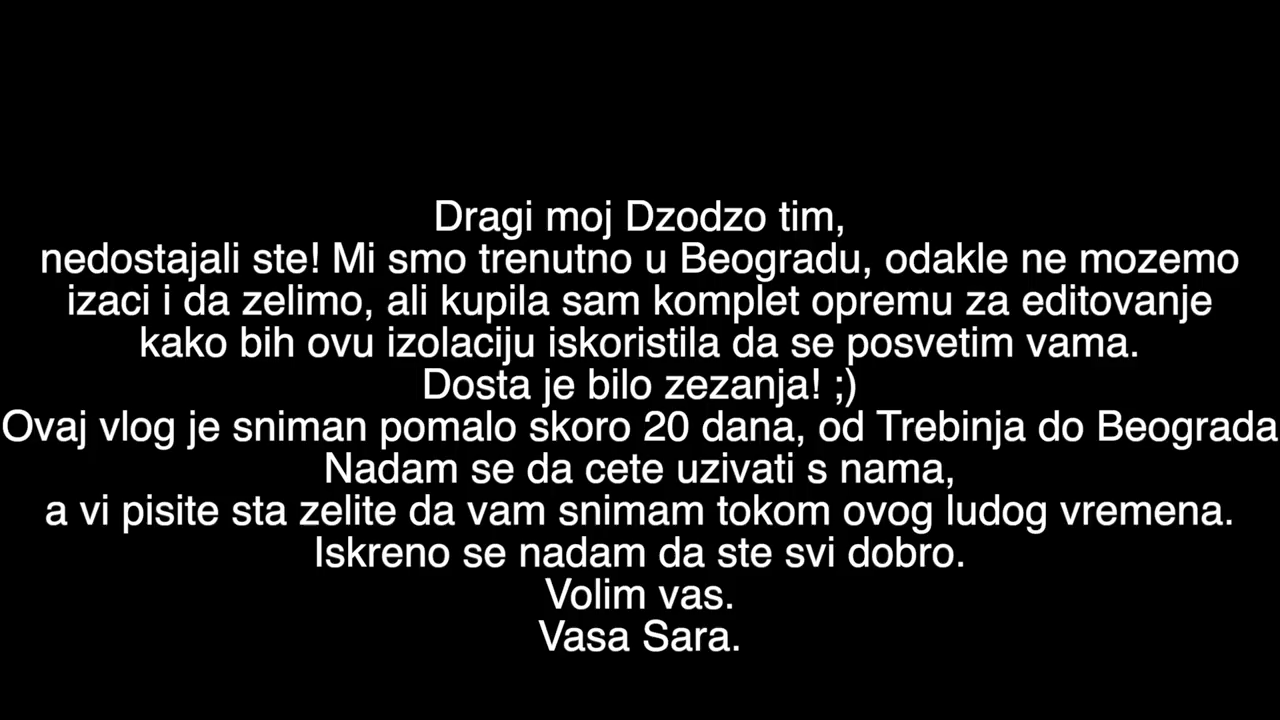 Dragi moj Dzodzo tim,
nedostajali ste! Mi smo trenutno u Beogradu, odakle ne mozemo
izaci i da zelimo, ali kupila sam komplet opremu za editovanje
kako bih ovu izolaciju iskoristila da se posvetim vama.
Dosta je bilo zezanja! ;)
Ovaj vlog je sniman pomalo skoro 20 dana, od Trebinja do Beograda
Nadam se da cete uzivati s nama,
a vi pisite sta zelite da vam snimam tokom ovog ludog vremena.
Iskreno se nadam da ste svi dobro.
Volim vas.
Vasa Sara.